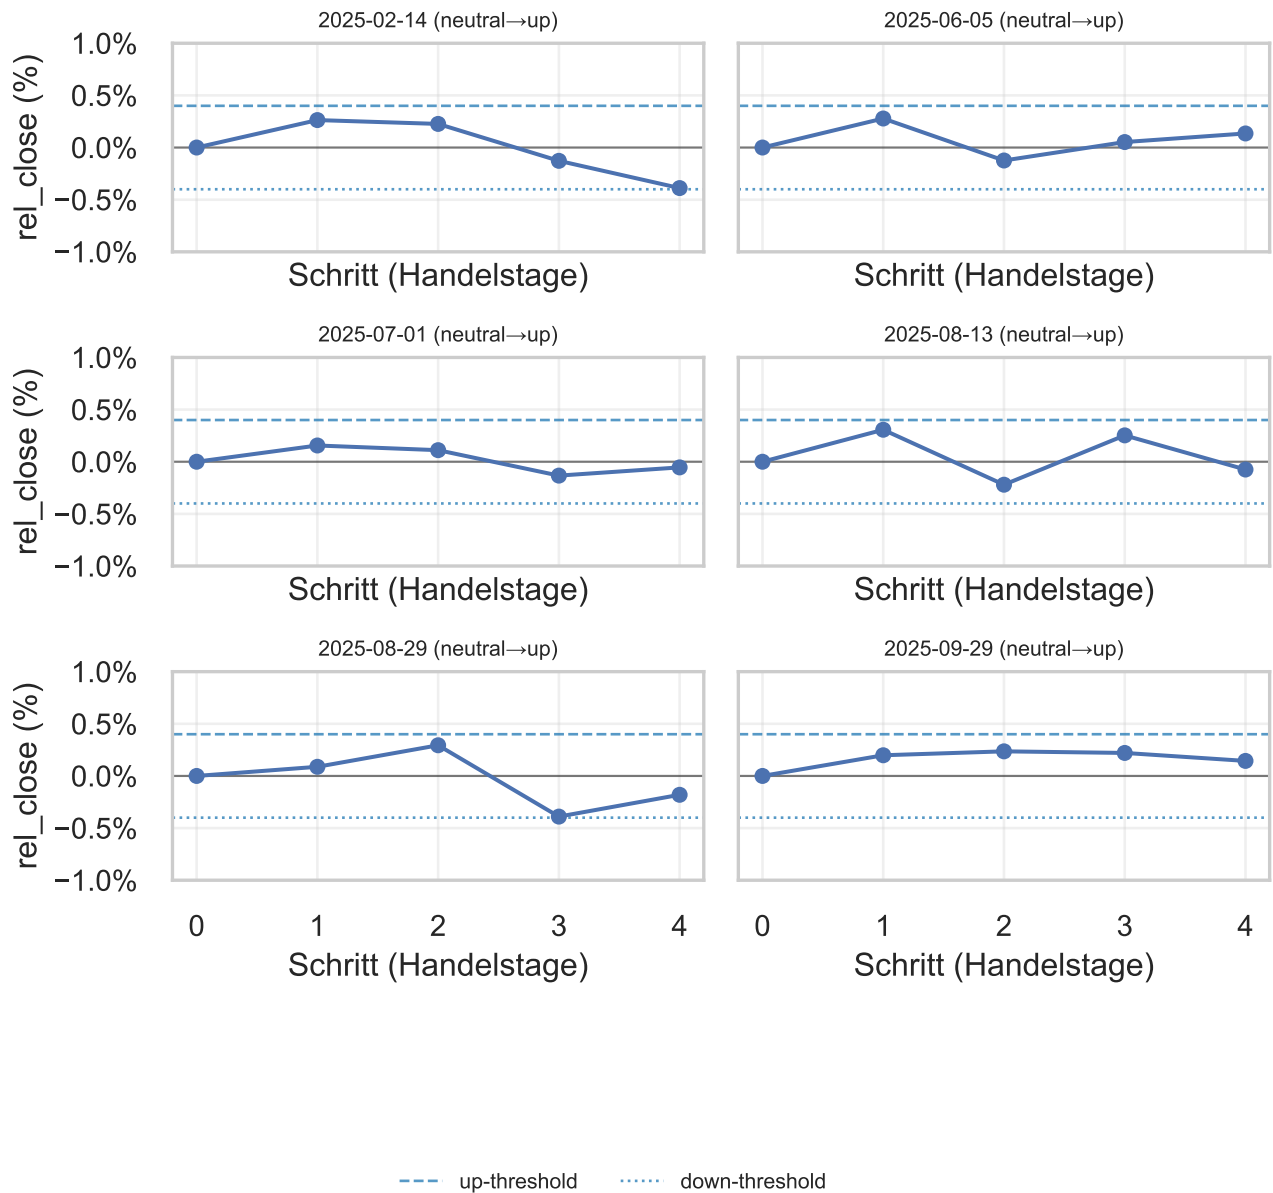 2025-02-14 (neutral→up)
2025-06-05 (neutral→up)
1.0%
0.5%
0.0%
−0.5%
−1.0%
rel_close (%)
Schritt (Handelstage)
Schritt (Handelstage)
2025-07-01 (neutral→up)
2025-08-13 (neutral→up)
1.0%
0.5%
0.0%
−0.5%
−1.0%
rel_close (%)
Schritt (Handelstage)
Schritt (Handelstage)
2025-08-29 (neutral→up)
2025-09-29 (neutral→up)
1.0%
0.5%
0.0%
−0.5%
−1.0%
rel_close (%)
0 1 2 3 4
0 1 2 3 4
Schritt (Handelstage)
Schritt (Handelstage)
up-threshold
down-threshold